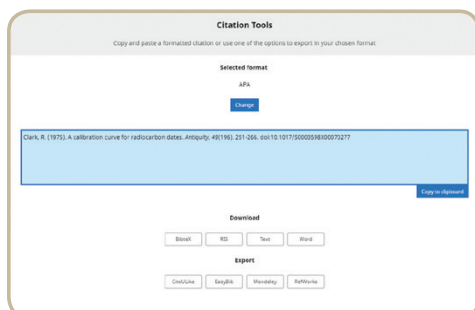 Citation Tools
Copy and paste a formatted citation or use one of the options to export in your chosen format
Selected format
APA
Change
Clark, R. (1975). A calibration curve for radiocarbon dates. Antiquity, 49(196), 251-266. doi:10.1017/S0003598X00070277
Copy to clipboard
Download
BibteX RIS Text Word
Export
CiteULike EasyBib Mendeley RefWorks